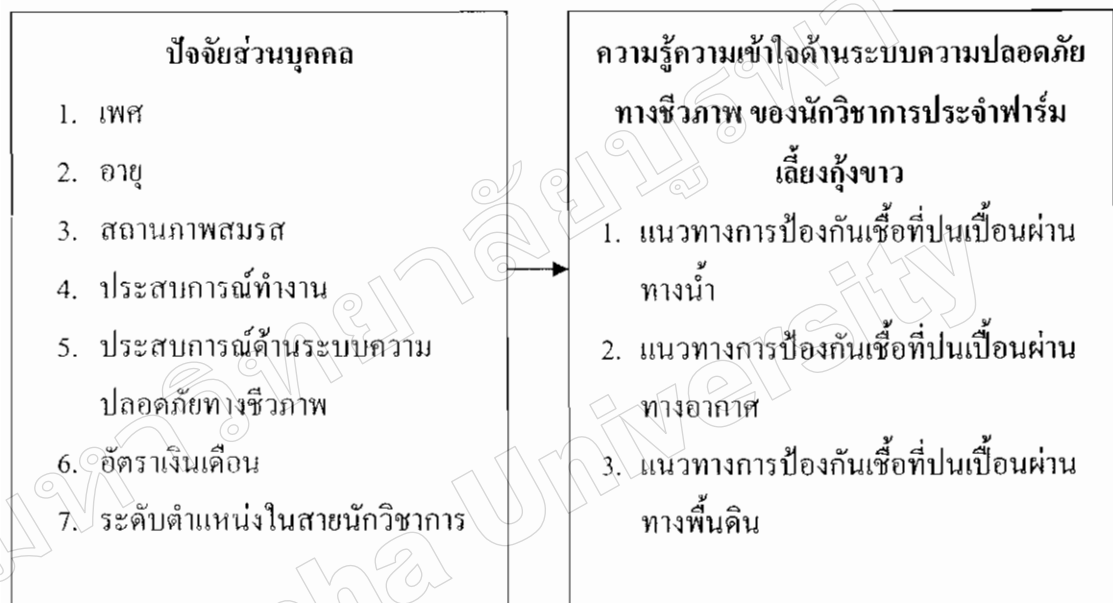 ปัจจัยส่วนบุคคล
1. เพศ
2. อายุ
3. สถานภาพสมรส
4. ประสบการณ์ทำงาน
5. ประสบการณ์ด้านระบบความ
ปลอดภัยทางชีวภาพ
6. อัตราเงินเดือน
7. ระดับตำแหน่งในสายนักวิชาการ
ความรู้ความเข้าใจด้านระบบความปลอดภัย
ทางชีวภาพ ของนักวิชาการประจำฟาร์ม
เลี้ยงกุ้งขาว
1. แนวทางการป้องกันเชื้อที่ปนเปื้อนผ่าน
ทางน้ำ
2. แนวทางการป้องกันเชื้อที่ปนเปื้อนผ่าน
ทางอากาศ
3. แนวทางการป้องกันเชื้อที่ปนเปื้อนผ่าน
ทางพื้นดิน
มหาวิทยาลัยบูรพา
University